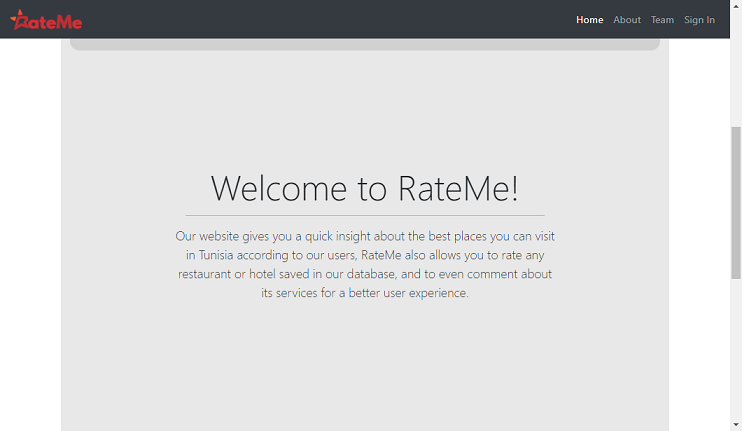 RateMe
Home About Team Sign In
Welcome to RateMe!
Our website gives you a quick insight about the best places you can visit
in Tunisia according to our users, RateMe also allows you to rate any
restaurant or hotel saved in our database, and to even comment about
its services for a better user experience.